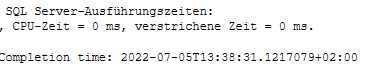 SQL Server-Ausführungszeiten:
, CPU-Zeit = 0 ms, verstrichene Zeit = 0 ms.
Completion time: 2022-07-05T13:38:31.1217079+02:00